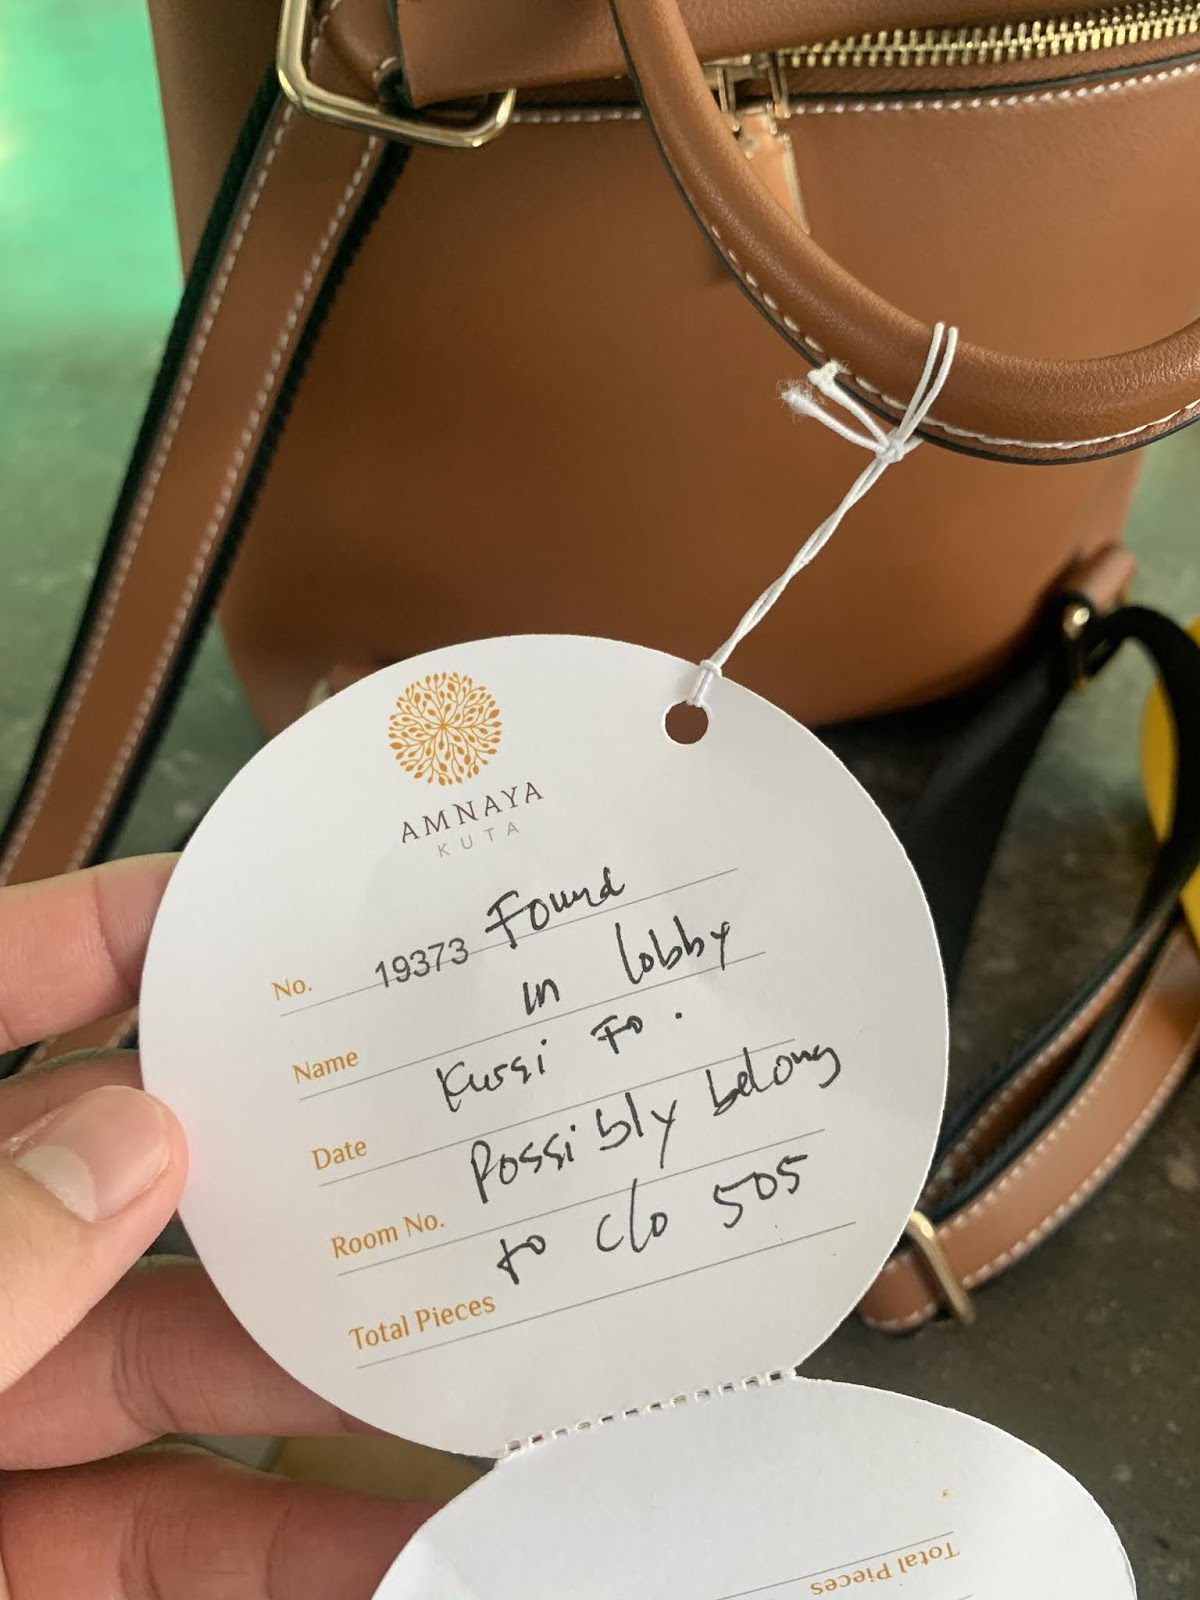 AMNAYA
KUTA
No. 19373 Found
in lobby
Name
Kursi FO.
Date
Possibly belong
Room No.
to c/o 505
Total Pieces
Total Pieces